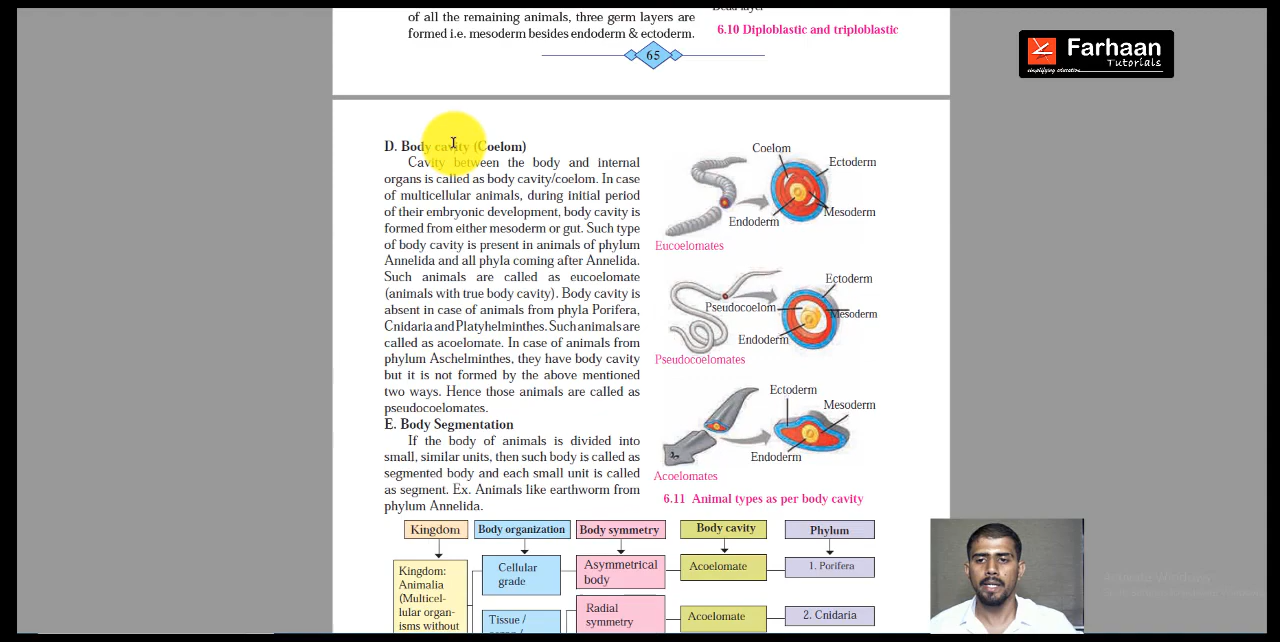 of all the remaining animals, three germ layers are
formed i.e. mesoderm besides endoderm & ectoderm.
Dead layer
6.10 Diploblastic and triploblastic
65
Farhaan
Tutorials
simplifying education
D. Body cavity (Coelom)
Cavity between the body and internal
organs is called as body cavity/coelom. In case
of multicellular animals, during initial period
of their embryonic development, body cavity is
formed from either mesoderm or gut. Such type
of body cavity is present in animals of phylum
Annelida and all phyla coming after Annelida.
Such animals are called as eucoelomate
(animals with true body cavity). Body cavity is
absent in case of animals from phyla Porifera,
Cnidaria and Platyhelminthes. Such animals are
called as acoelomate. In case of animals from
phylum Aschelminthes, they have body cavity
but it is not formed by the above mentioned
two ways. Hence those animals are called as
pseudocoelomates.
E. Body Segmentation
If the body of animals is divided into
small, similar units, then such body is called as
segmented body and each small unit is called
as segment. Ex. Animals like earthworm from
phylum Annelida.
Coelom
Ectoderm
Mesoderm
Endoderm
Eucoelomates
Ectoderm
Pseudocoelom
Mesoderm
Endoderm
Pseudocoelomates
Ectoderm
Mesoderm
Endoderm
Acoelomates
6.11 Animal types as per body cavity
Kingdom
Body organization
Body symmetry
Body cavity
Phylum
Kingdom:
Animalia
(Multicel-
lular organ-
isms without
Cellular
grade
Asymmetrical
body
Acoelomate
1. Porifera
Tissue /
Radial
symmetry
Acoelomate
2. Cnidaria
Activate Windows